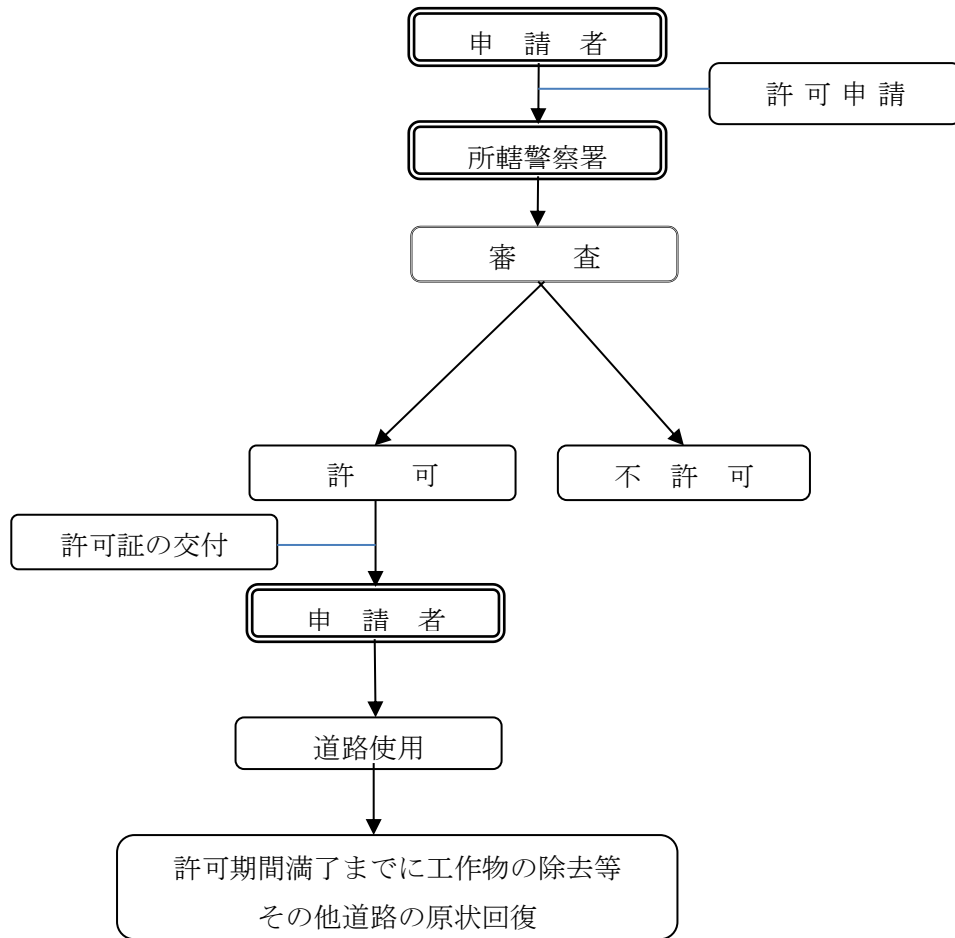 申 請 者
許 可 申 請
所轄警察署
審 査
許 可
不 許 可
許可証の交付
申 請 者
道路使用
許可期間満了までに工作物の除去等
その他道路の原状回復